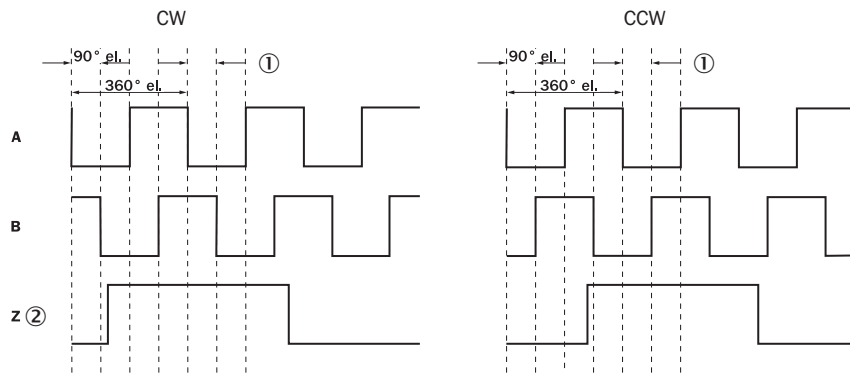 CW CCW
90° el. ① 90° el. ①
360° el. 360° el.
A
B
Z ②